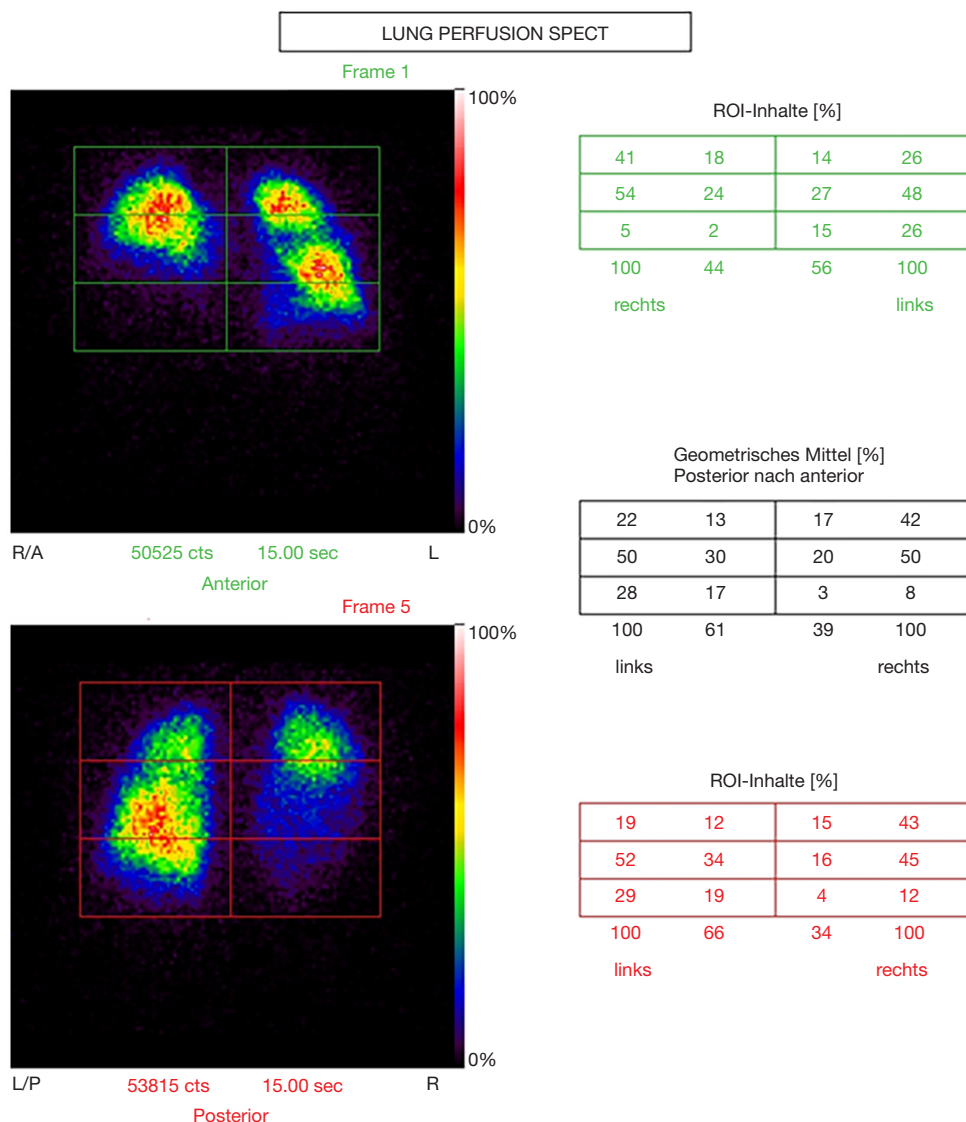 LUNG PERFUSION SPECT
Frame 1
100%
0%
R/A 50525 cts 15.00 sec L
Anterior
ROI-Inhalte [%]
41 18 14 26
54 24 27 48
5 2 15 26
100 44 56 100
rechts links
Geometrisches Mittel [%]
Posterior nach anterior
22 13 17 42
50 30 20 50
28 17 3 8
100 61 39 100
links rechts
Frame 5
100%
0%
L/P 53815 cts 15.00 sec R
Posterior
ROI-Inhalte [%]
19 12 15 43
52 34 16 45
29 19 4 12
100 66 34 100
links rechts